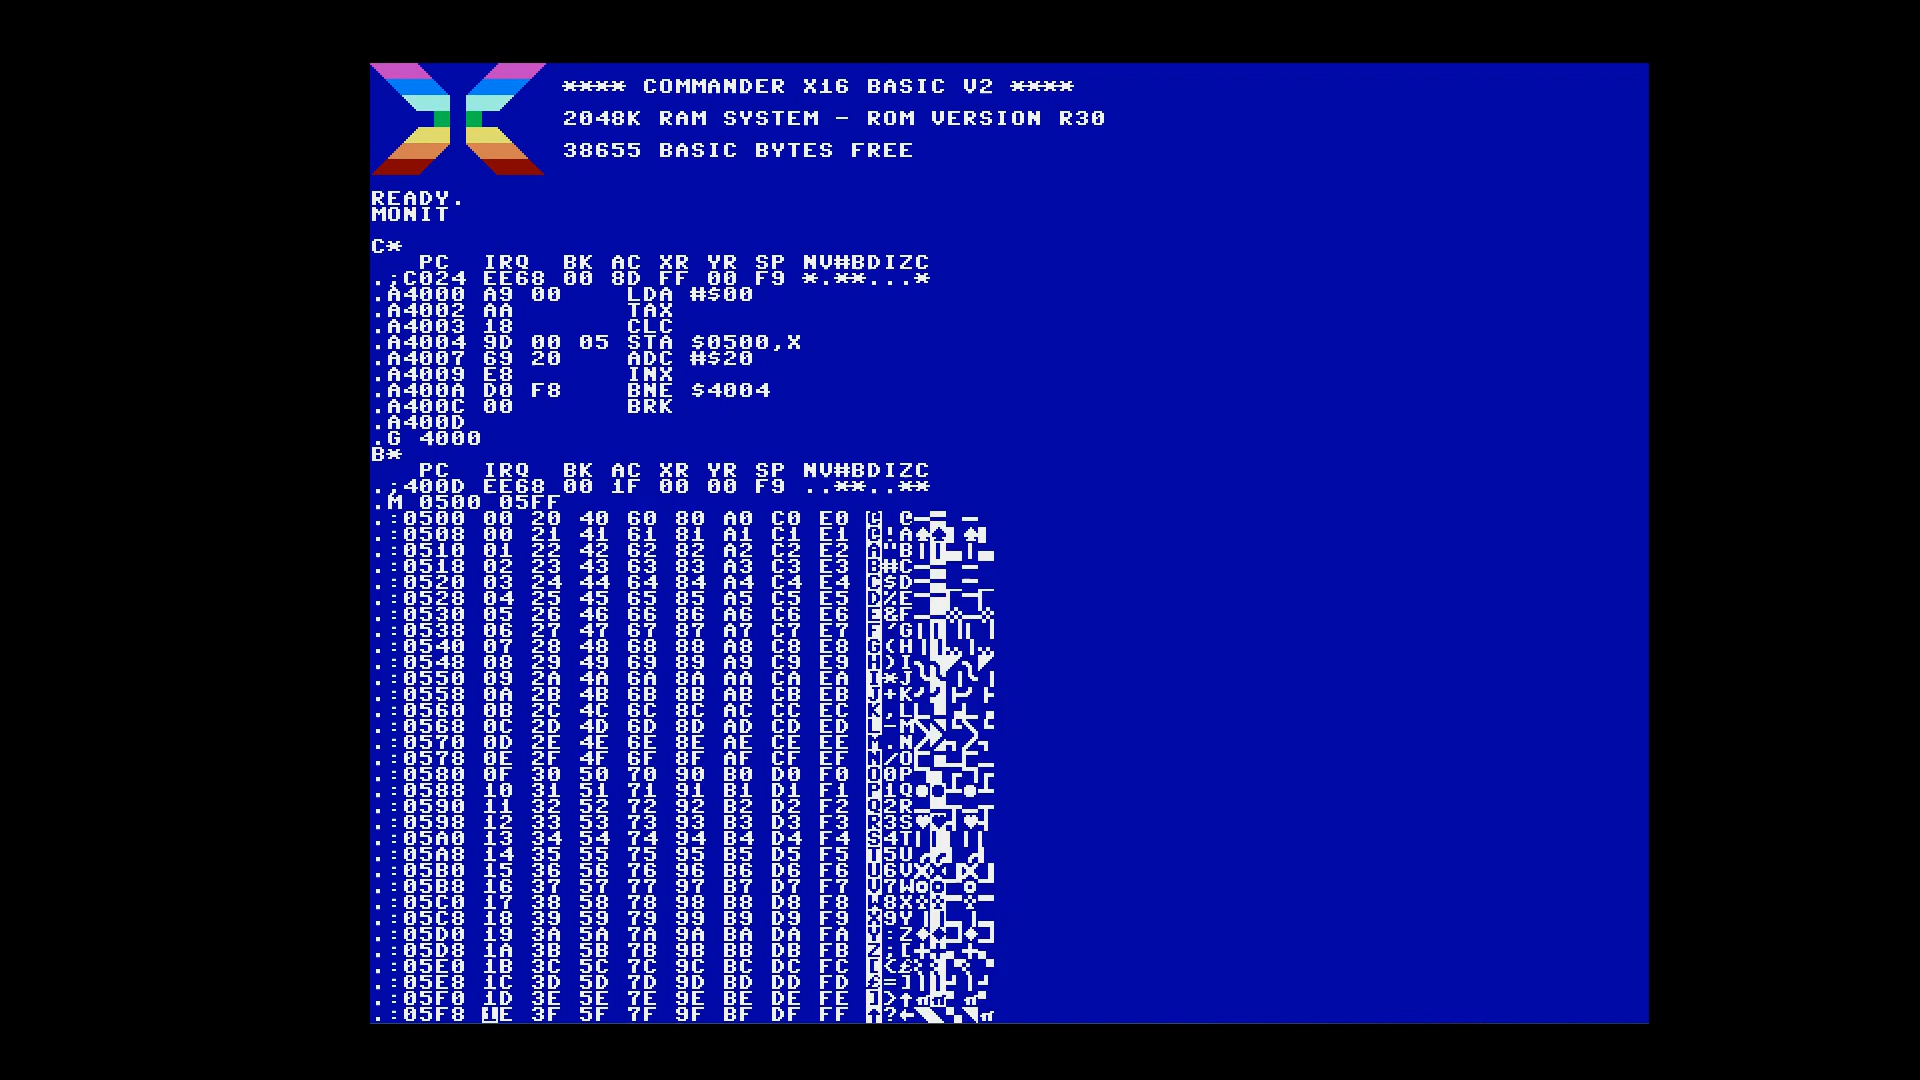 **** COMMANDER X16 BASIC V2 ****
2048K RAM SYSTEM - ROM VERSION R30
38655 BASIC BYTES FREE
READY.
MONIT
C*
PC IRQ BK AC XR YR SP NV#BDIZC
.;C024 EE68 00 8D FF 00 F9 *.**...*
.A4000 A9 00 LDA #$00
.A4002 AA TAX
.A4003 18 CLC
.A4004 9D 00 05 STA $0500,X
.A4007 69 20 ADC #$20
.A4009 E8 INX
.A400A D0 F8 BNE $4004
.A400C 00 BRK
.A400D
.G 4000
B*
PC IRQ BK AC XR YR SP NV#BDIZC
.;400D EE68 00 1F 00 00 F9 ..**..**
.M 0500 05FF
.:0500 00 20 40 60 80 A0 C0 E0
.:0508 00 21 41 61 81 A1 C1 E1
.:0510 01 22 42 62 82 A2 C2 E2
.:0518 02 23 43 63 83 A3 C3 E3
.:0520 03 24 44 64 84 A4 C4 E4
.:0528 04 25 45 65 85 A5 C5 E5
.:0530 05 26 46 66 86 A6 C6 E6
.:0538 06 27 47 67 87 A7 C7 E7
.:0540 07 28 48 68 88 A8 C8 E8
.:0548 08 29 49 69 89 A9 C9 E9
.:0550 09 2A 4A 6A 8A AA CA EA
.:0558 0A 2B 4B 6B 8B AB CB EB
.:0560 0B 2C 4C 6C 8C AC CC EC
.:0568 0C 2D 4D 6D 8D AD CD ED
.:0570 0D 2E 4E 6E 8E AE CE EE
.:0578 0E 2F 4F 6F 8F AF CF EF
.:0580 0F 30 50 70 90 B0 D0 F0
.:0588 10 31 51 71 91 B1 D1 F1
.:0590 11 32 52 72 92 B2 D2 F2
.:0598 12 33 53 73 93 B3 D3 F3
.:05A0 13 34 54 74 94 B4 D4 F4
.:05A8 14 35 55 75 95 B5 D5 F5
.:05B0 15 36 56 76 96 B6 D6 F6
.:05B8 16 37 57 77 97 B7 D7 F7
.:05C0 17 38 58 78 98 B8 D8 F8
.:05C8 18 39 59 79 99 B9 D9 F9
.:05D0 19 3A 5A 7A 9A BA DA FA
.:05D8 1A 3B 5B 7B 9B BB DB FB
.:05E0 1B 3C 5C 7C 9C BC DC FC
.:05E8 1C 3D 5D 7D 9D BD DD FD
.:05F0 1D 3E 5E 7E 9E BE DE FE
.:05F8 1E 3F 5F 7F 9F BF DF FF